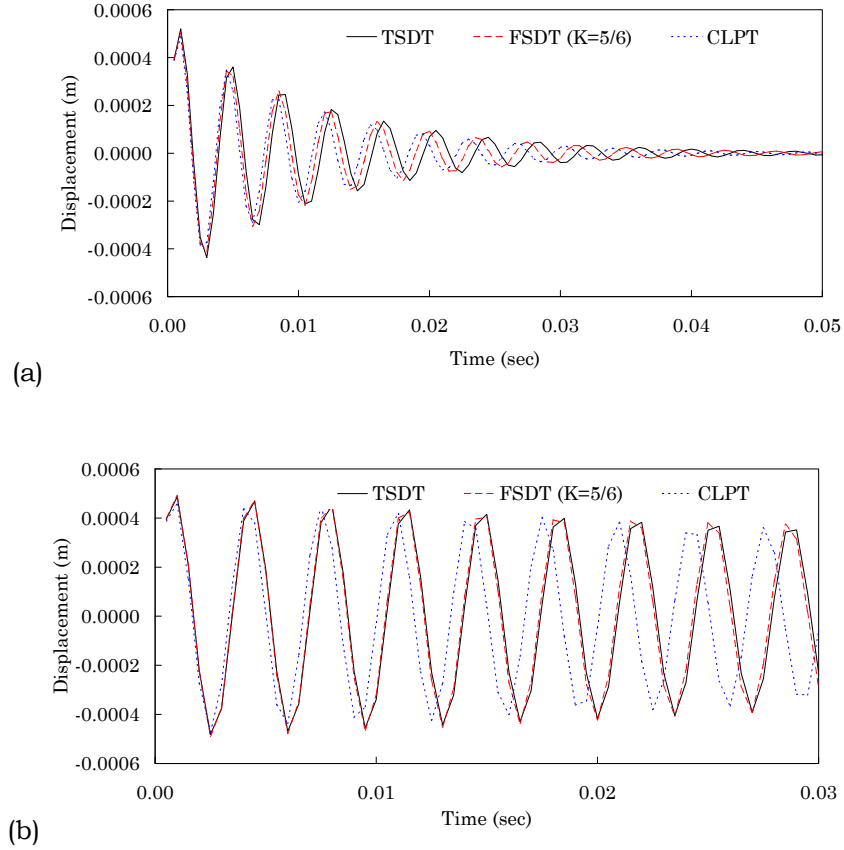 0.0006
TSDT FSDT (K=5/6) CLPT
0.0004
0.0002
0.0000
-0.0002
-0.0004
-0.0006
Displacement (m)
0.00 0.01 0.02 0.03 0.04 0.05
Time (sec)
(a)
0.0006
TSDT FSDT (K=5/6) CLPT
0.0004
0.0002
0.0000
-0.0002
-0.0004
-0.0006
Displacement (m)
0.00 0.01 0.02 0.03
Time (sec)
(b)